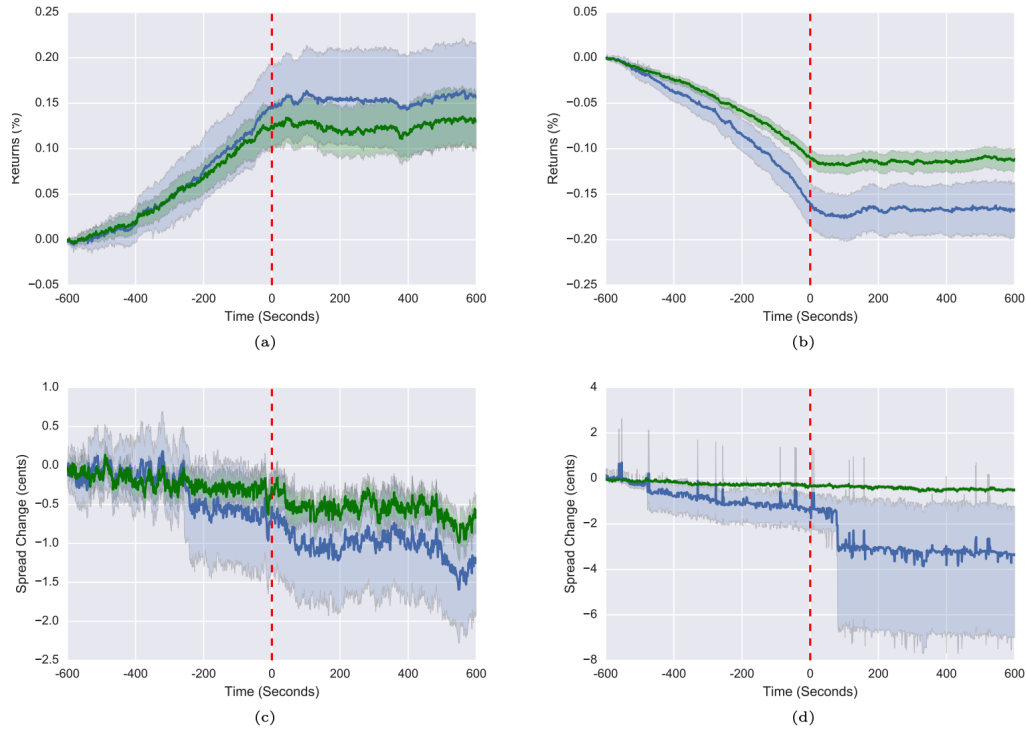 0.25
0.20
0.15
0.10
0.05
0.00
−0.05
Returns (%)
-600 -400 -200 0 200 400 600
Time (Seconds)
(a)
0.05
0.00
−0.05
−0.10
−0.15
−0.20
−0.25
Returns (%)
-600 -400 -200 0 200 400 600
Time (Seconds)
(b)
1.0
0.5
0.0
−0.5
−1.0
−1.5
−2.0
−2.5
Spread Change (cents)
-600 -400 -200 0 200 400 600
Time (Seconds)
(c)
4
2
0
−2
−4
−6
−8
Spread Change (cents)
-600 -400 -200 0 200 400 600
Time (Seconds)
(d)